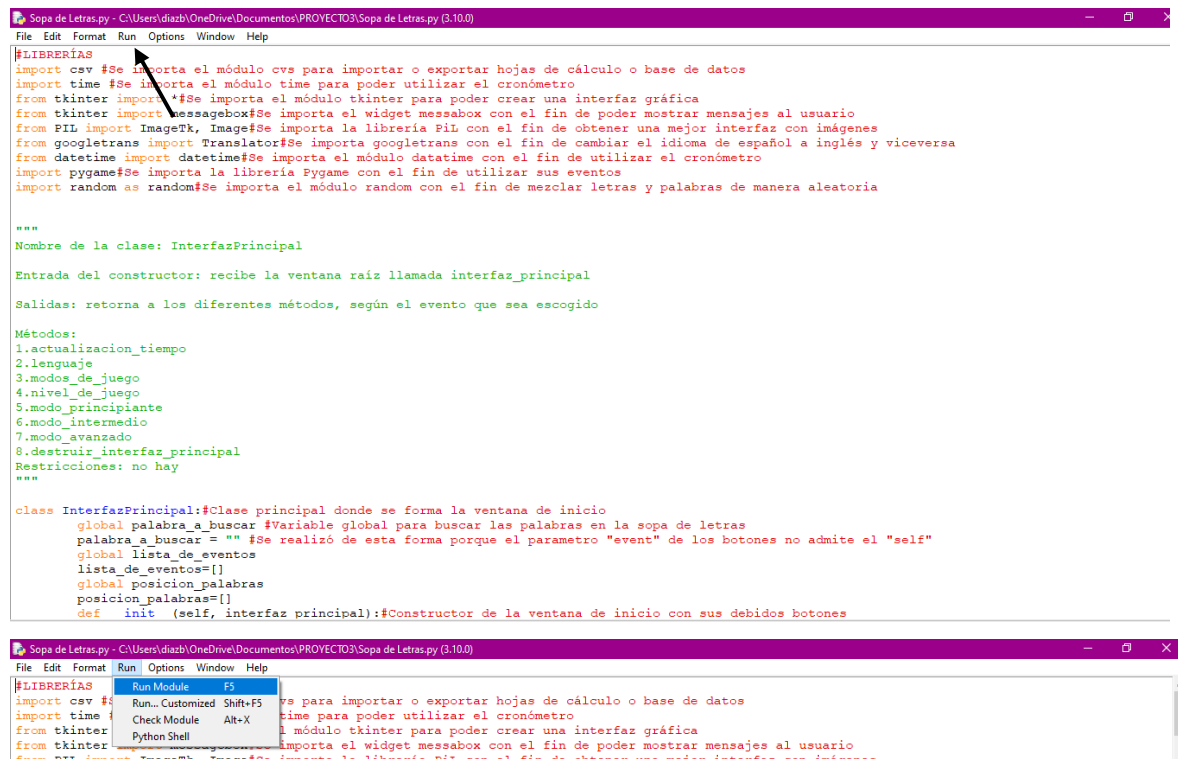 Sopa de Letras.py - C:\Users\diazb\OneDrive\Documentos\PROYECTO3\Sopa de Letras.py (3.10.0)
File Edit Format Run Options Window Help
#LIBRERÍAS
import csv #Se importa el módulo cvs para importar o exportar hojas de cálculo o base de datos
import time #Se importa el módulo time para poder utilizar el cronómetro
from tkinter import *#Se importa el módulo tkinter para poder crear una interfaz gráfica
from tkinter import messagebox#Se importa el widget messabox con el fin de poder mostrar mensajes al usuario
from PIL import ImageTk, Image#Se importa la librería PiL con el fin de obtener una mejor interfaz con imágenes
from googletrans import Translator#Se importa googletrans con el fin de cambiar el idioma de español a inglés y viceversa
from datetime import datetime#Se importa el módulo datatime con el fin de utilizar el cronómetro
import pygame#Se importa la librería Pygame con el fin de utilizar sus eventos
import random as random#Se importa el módulo random con el fin de mezclar letras y palabras de manera aleatoria
"""
Nombre de la clase: InterfazPrincipal
Entrada del constructor: recibe la ventana raíz llamada interfaz_principal
Salidas: retorna a los diferentes métodos, según el evento que sea escogido
Métodos:
1.actualizacion_tiempo
2.lenguaje
3.modos_de_juego
4.nivel_de_juego
5.modo_principiante
6.modo_intermedio
7.modo_avanzado
8.destruir_interfaz_principal
Restricciones: no hay
"""
class InterfazPrincipal:#Clase principal donde se forma la ventana de inicio
global palabra_a_buscar #Variable global para buscar las palabras en la sopa de letras
palabra_a_buscar = "" #Se realizó de esta forma porque el parametro "event" de los botones no admite el "self"
global lista_de_eventos
lista_de_eventos=[]
global posicion_palabras
posicion_palabras=[]
def __init__(self, interfaz_principal):#Constructor de la ventana de inicio con sus debidos botones
Sopa de Letras.py - C:\Users\diazb\OneDrive\Documentos\PROYECTO3\Sopa de Letras.py (3.10.0)
File Edit Format Run Options Window Help
#LIBRERÍAS
Run Module F5
import csv #S
vs para importar o exportar hojas de cálculo o base de datos
Run... Customized Shift+F5
import time
time para poder utilizar el cronómetro
Check Module Alt+X
from tkinter
l módulo tkinter para poder crear una interfaz gráfica
Python Shell
from tkinter
importa el widget messabox con el fin de poder mostrar mensajes al usuario